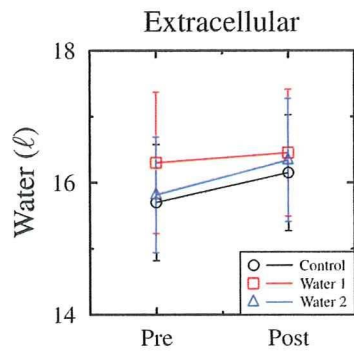 Extracellular
18
16
14
Water (ℓ)
Pre Post
Control
Water 1
Water 2